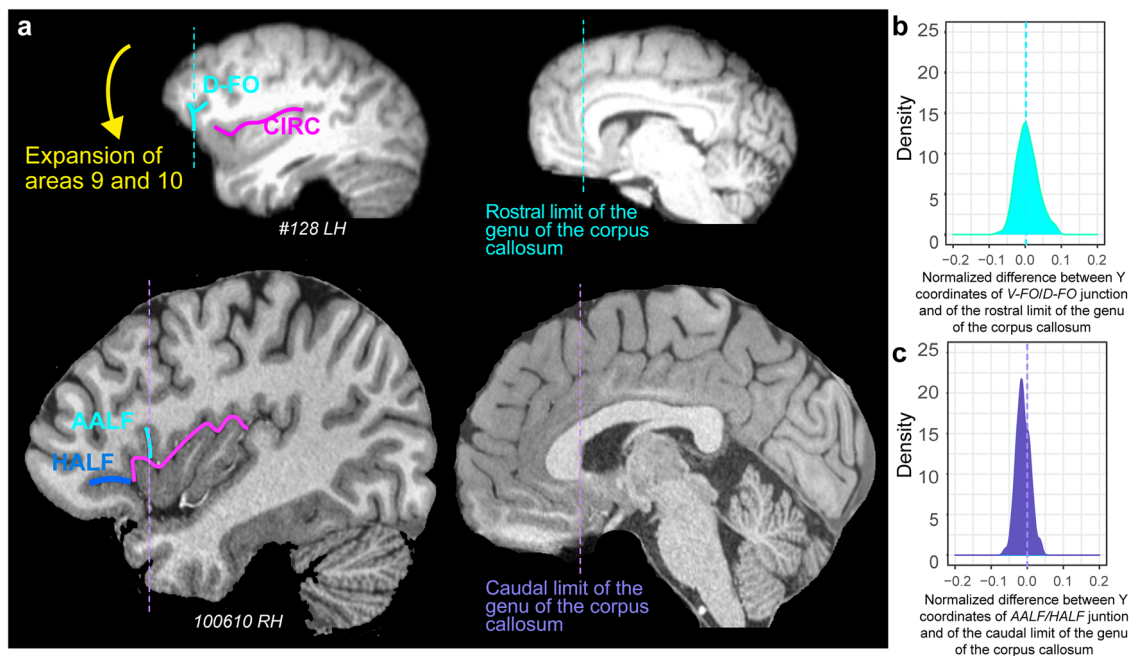 a
D-FO
CIRC
Expansion of
areas 9 and 10
#128 LH
Rostral limit of the
genu of the corpus
callosum
AALF
HALF
100610 RH
Caudal limit of the
genu of the corpus
callosum
b
Density
25
20
15
10
5
0
−0.2 −0.1 0.0 0.1 0.2
Normalized difference between Y
coordinates of V-FO/D-FO junction
and of the rostral limit of the genu
of the corpus callosum
c
Density
25
20
15
10
5
0
−0.2 −0.1 0.0 0.1 0.2
Normalized difference between Y
coordinates of AALF/HALF juntion
and of the caudal limit of the genu
of the corpus callosum